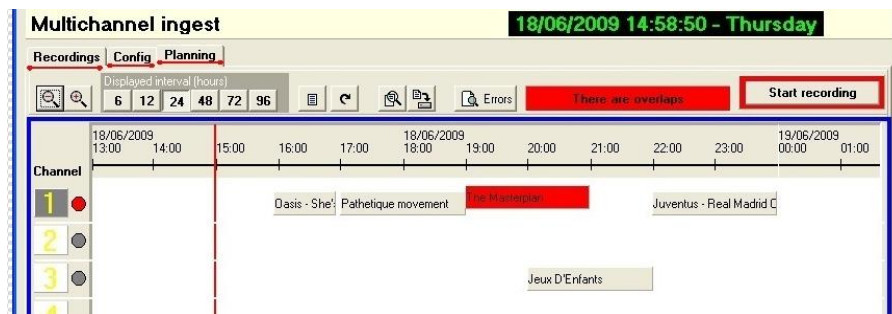 Multichannel ingest
18/06/2009 14:58:50 - Thursday
Recordings Config Planning
Displayed interval (hours)
6 12 24 48 72 96
Errors
There are overlaps
Start recording
18/06/2009 18/06/2009 19/06/2009
13:00 14:00 15:00 16:00 17:00 18:00 19:00 20:00 21:00 22:00 23:00 00:00 01:00
Channel
1 Oasis - She': Pathetique movement The Masterplan Juventus - Real Madrid C
2
3 Jeux D'Enfants